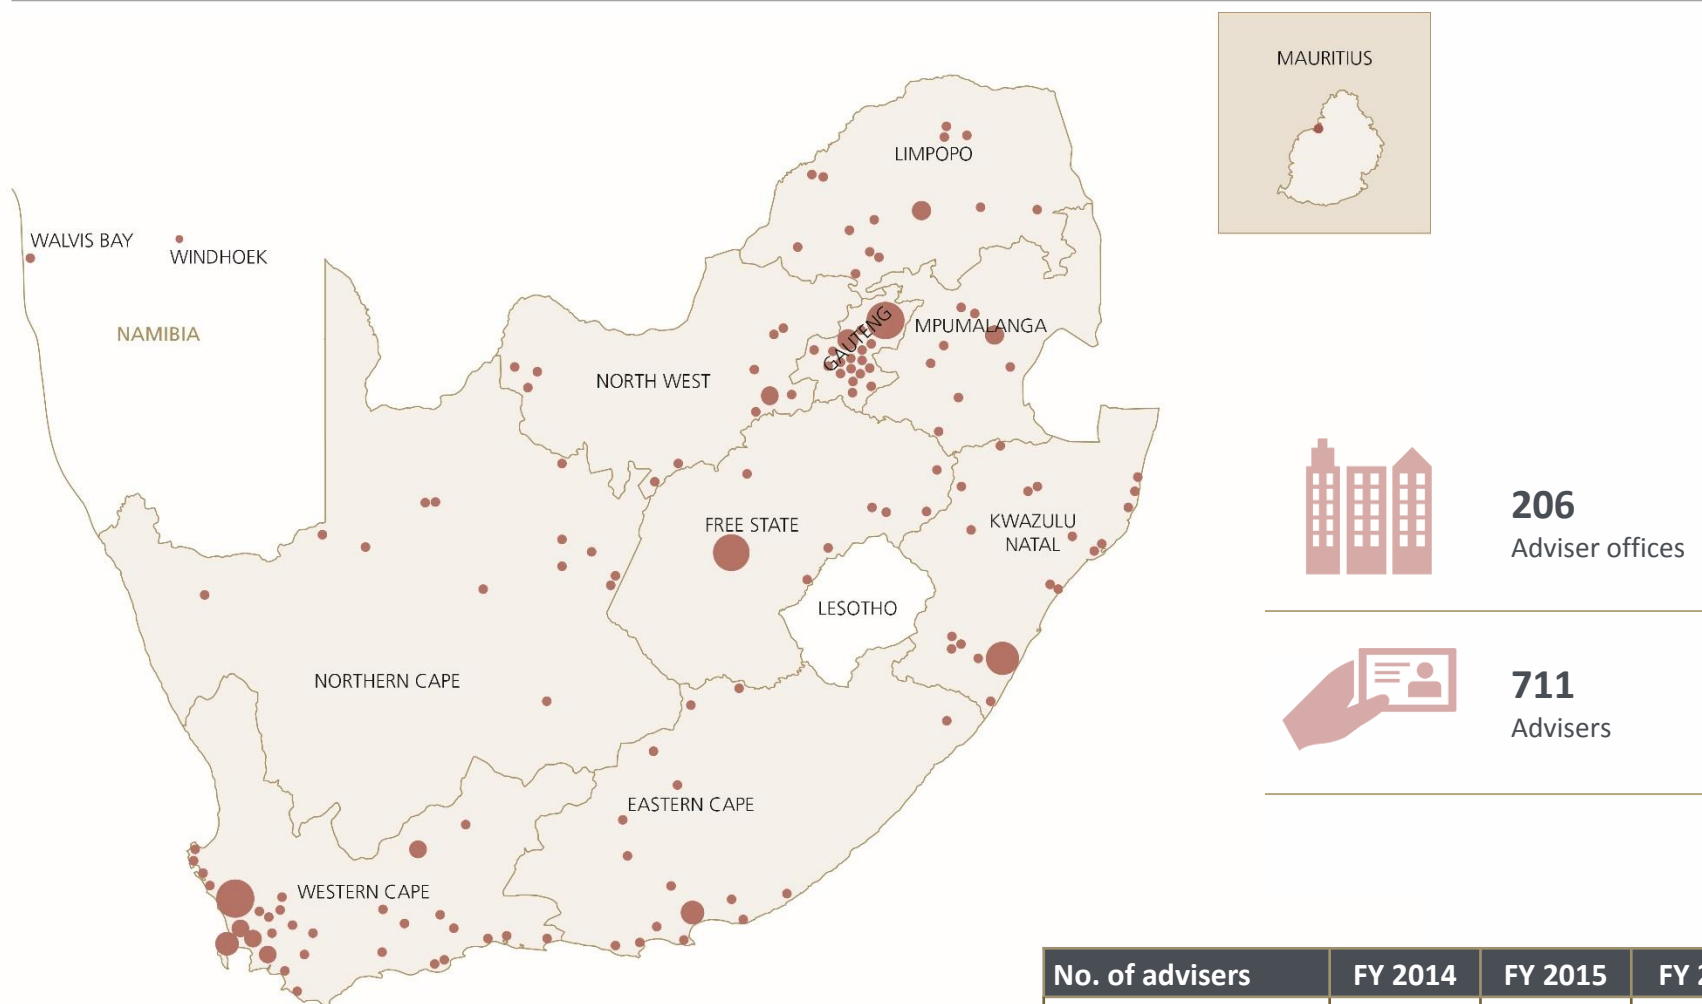 MAURITIUS
LIMPOPO
WALVIS BAY
WINDHOEK
NAMIBIA
GAUTENG
MPUMALANGA
NORTH WEST
206
Adviser offices
FREE STATE
KWAZULU
NATAL
LESOTHO
NORTHERN CAPE
711
Advisers
EASTERN CAPE
WESTERN CAPE
No. of advisers FY 2014 FY 2015 FY